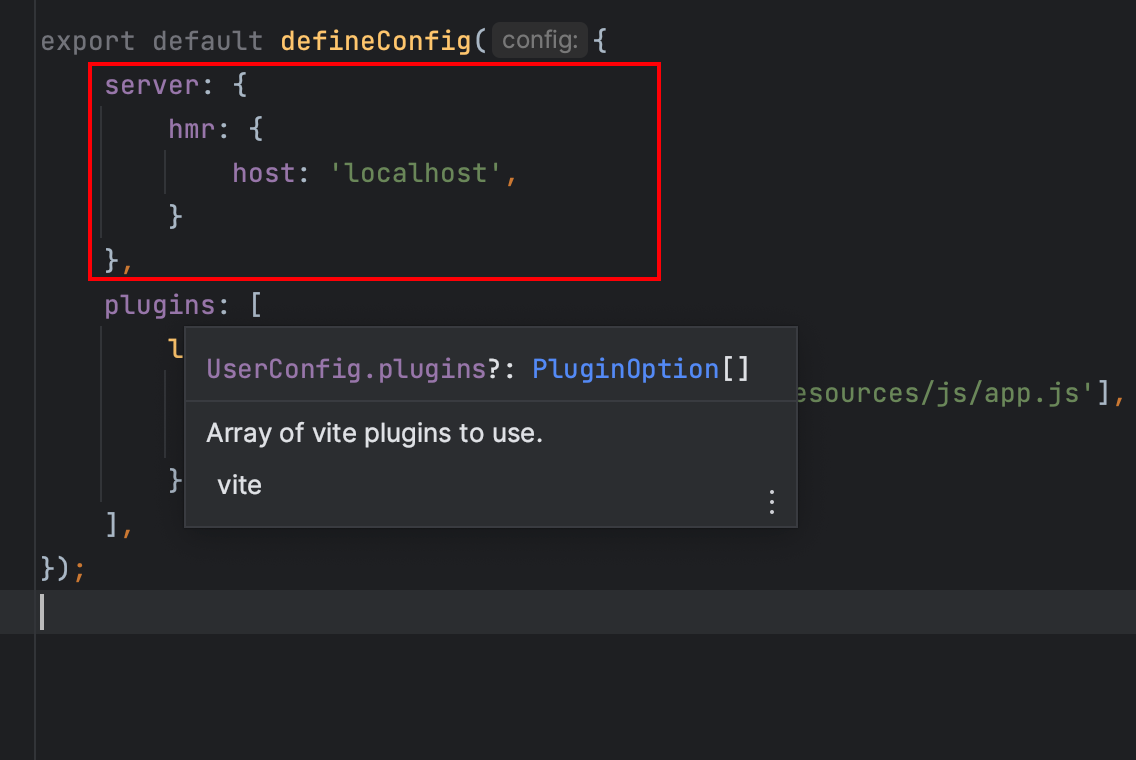 export default defineConfig( config: {
server: {
hmr: {
host: 'localhost',
}
},
plugins: [
l
UserConfig.plugins?: PluginOption[]
esources/js/app.js'],
Array of vite plugins to use.
}
vite
],
});